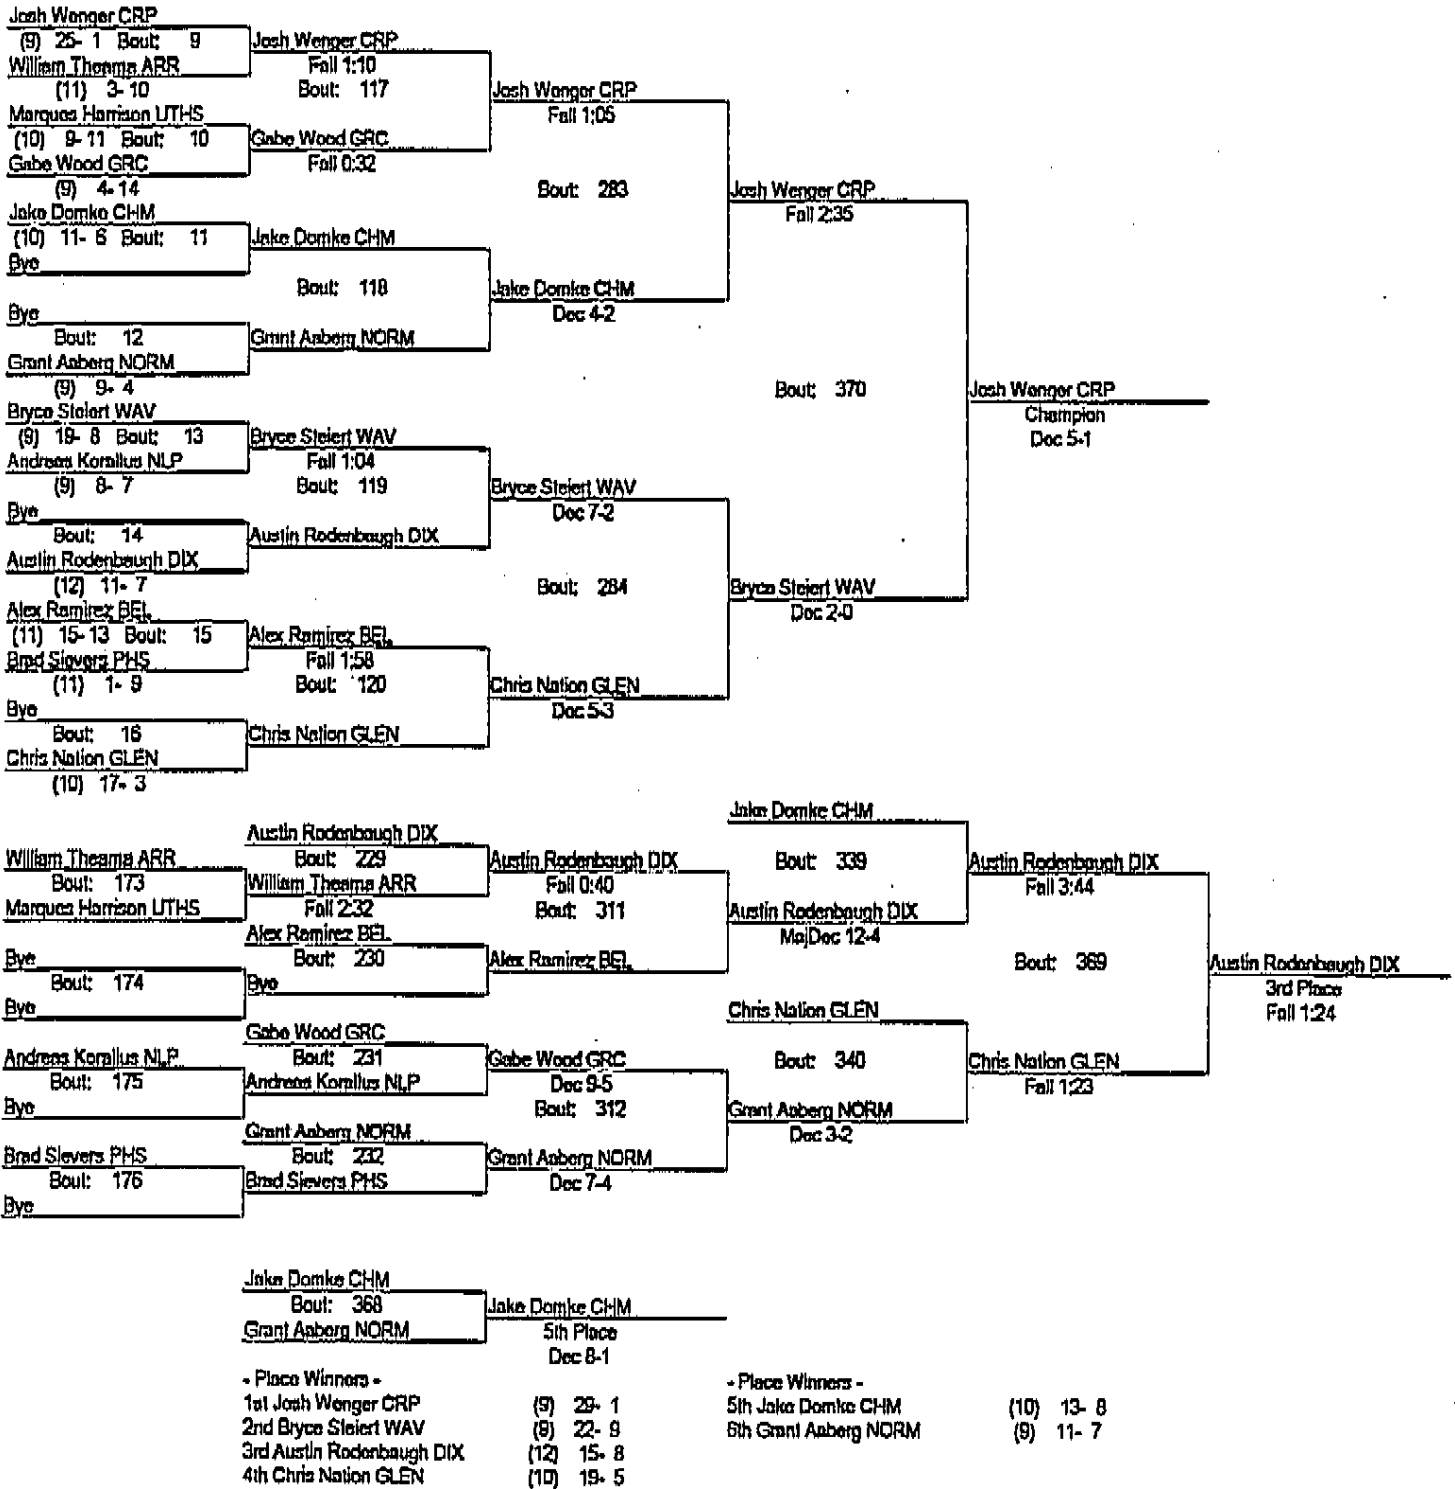 Josh Wenger CRP
(9) 25- 1 Bout: 9
William Theama ARR
(11) 3- 10
Marques Harrison UTHS
(10) 9- 11 Bout: 10
Gabe Wood GRC
(9) 4- 14
Jake Domke CHM
(10) 11- 6 Bout: 11
Bye
Bye
Bout: 12
Grant Aaberg NORM
(9) 9- 4
Bryce Steiert WAV
(9) 19- 8 Bout: 13
Andreas Korallus NLP
(9) 8- 7
Bye
Bout: 14
Austin Rodenbaugh DIX
(12) 11- 7
Alex Ramirez BEL
(11) 15- 13 Bout: 15
Brad Sievers PHS
(11) 1- 9
Bye
Bout: 16
Chris Nation GLEN
(10) 17- 3
Josh Wenger CRP
Fall 1:10
Bout: 117
Gabe Wood GRC
Fall 0:32
Jake Domke CHM
Bout: 118
Grant Aaberg NORM
Bryce Steiert WAV
Fall 1:04
Bout: 119
Austin Rodenbaugh DIX
Alex Ramirez BEL
Fall 1:58
Bout: 120
Chris Nation GLEN
Josh Wenger CRP
Fall 1:05
Bout: 283
Jake Domke CHM
Dec 4-2
Bryce Steiert WAV
Dec 7-2
Bout: 284
Chris Nation GLEN
Dec 5-3
Josh Wenger CRP
Fall 2:35
Bout: 370
Bryce Steiert WAV
Dec 2-0
Josh Wenger CRP
Champion
Dec 5-1
William Theama ARR
Bout: 173
Marques Harrison UTHS
Bye
Bout: 174
Bye
Andreas Korallus NLP
Bout: 175
Bye
Brad Sievers PHS
Bout: 176
Bye
Austin Rodenbaugh DIX
Bout: 229
William Theama ARR
Fall 2:32
Alex Ramirez BEL
Bout: 230
Bye
Gabe Wood GRC
Bout: 231
Andreas Korallus NLP
Grant Aaberg NORM
Bout: 232
Brad Sievers PHS
Austin Rodenbaugh DIX
Fall 0:40
Bout: 311
Alex Ramirez BEL
Gabe Wood GRC
Dec 9-5
Bout: 312
Grant Aaberg NORM
Dec 7-4
Jake Domke CHM
Bout: 339
Austin Rodenbaugh DIX
MajDec 12-4
Chris Nation GLEN
Bout: 340
Grant Aaberg NORM
Dec 3-2
Austin Rodenbaugh DIX
Fall 3:44
Bout: 369
Chris Nation GLEN
Fall 1:23
Austin Rodenbaugh DIX
3rd Place
Fall 1:24
Jake Domke CHM
Bout: 368
Grant Aaberg NORM
Jake Domke CHM
5th Place
Dec 8-1
- Place Winners -
1st Josh Wenger CRP (9) 29- 1
2nd Bryce Steiert WAV (9) 22- 9
3rd Austin Rodenbaugh DIX (12) 15- 8
4th Chris Nation GLEN (10) 19- 5
- Place Winners -
5th Jake Domke CHM (10) 13- 8
6th Grant Aaberg NORM (9) 11- 7